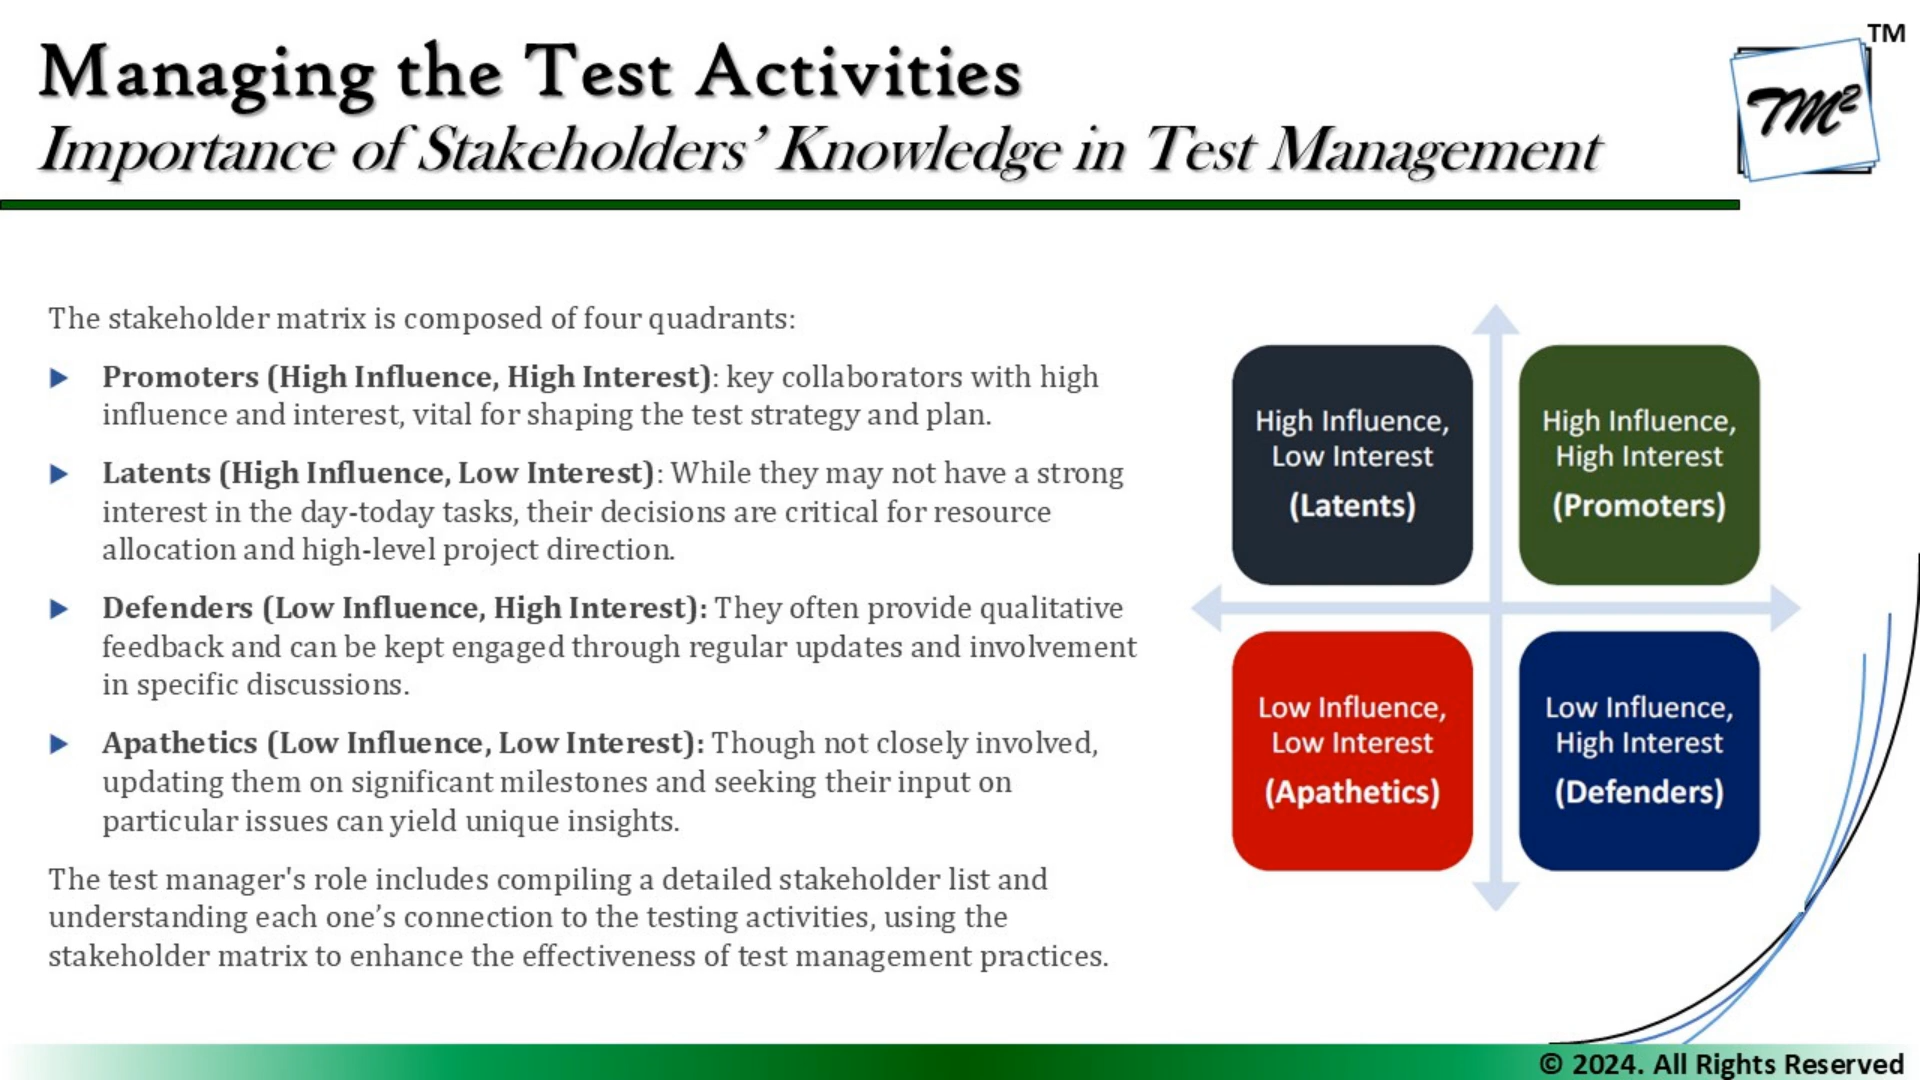 Managing the Test Activities
Importance of Stakeholders’ Knowledge in Test Management
TM
TM²
The stakeholder matrix is composed of four quadrants:
Promoters (High Influence, High Interest): key collaborators with high
influence and interest, vital for shaping the test strategy and plan.
Latents (High Influence, Low Interest): While they may not have a strong
interest in the day-today tasks, their decisions are critical for resource
allocation and high-level project direction.
Defenders (Low Influence, High Interest): They often provide qualitative
feedback and can be kept engaged through regular updates and involvement
in specific discussions.
Apathetics (Low Influence, Low Interest): Though not closely involved,
updating them on significant milestones and seeking their input on
particular issues can yield unique insights.
The test manager's role includes compiling a detailed stakeholder list and
understanding each one’s connection to the testing activities, using the
stakeholder matrix to enhance the effectiveness of test management practices.
High Influence,
Low Interest
(Latents)
High Influence,
High Interest
(Promoters)
Low Influence,
Low Interest
(Apathetics)
Low Influence,
High Interest
(Defenders)
© 2024. All Rights Reserved